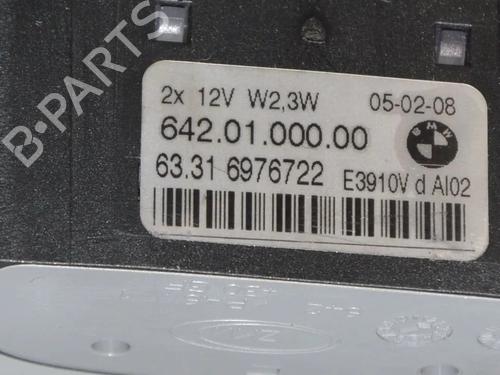 B-PARTS
2x 12V W2,3W 05-02-08
BMW
642.01.000.00
63.31 6976722 E3910V d AI02